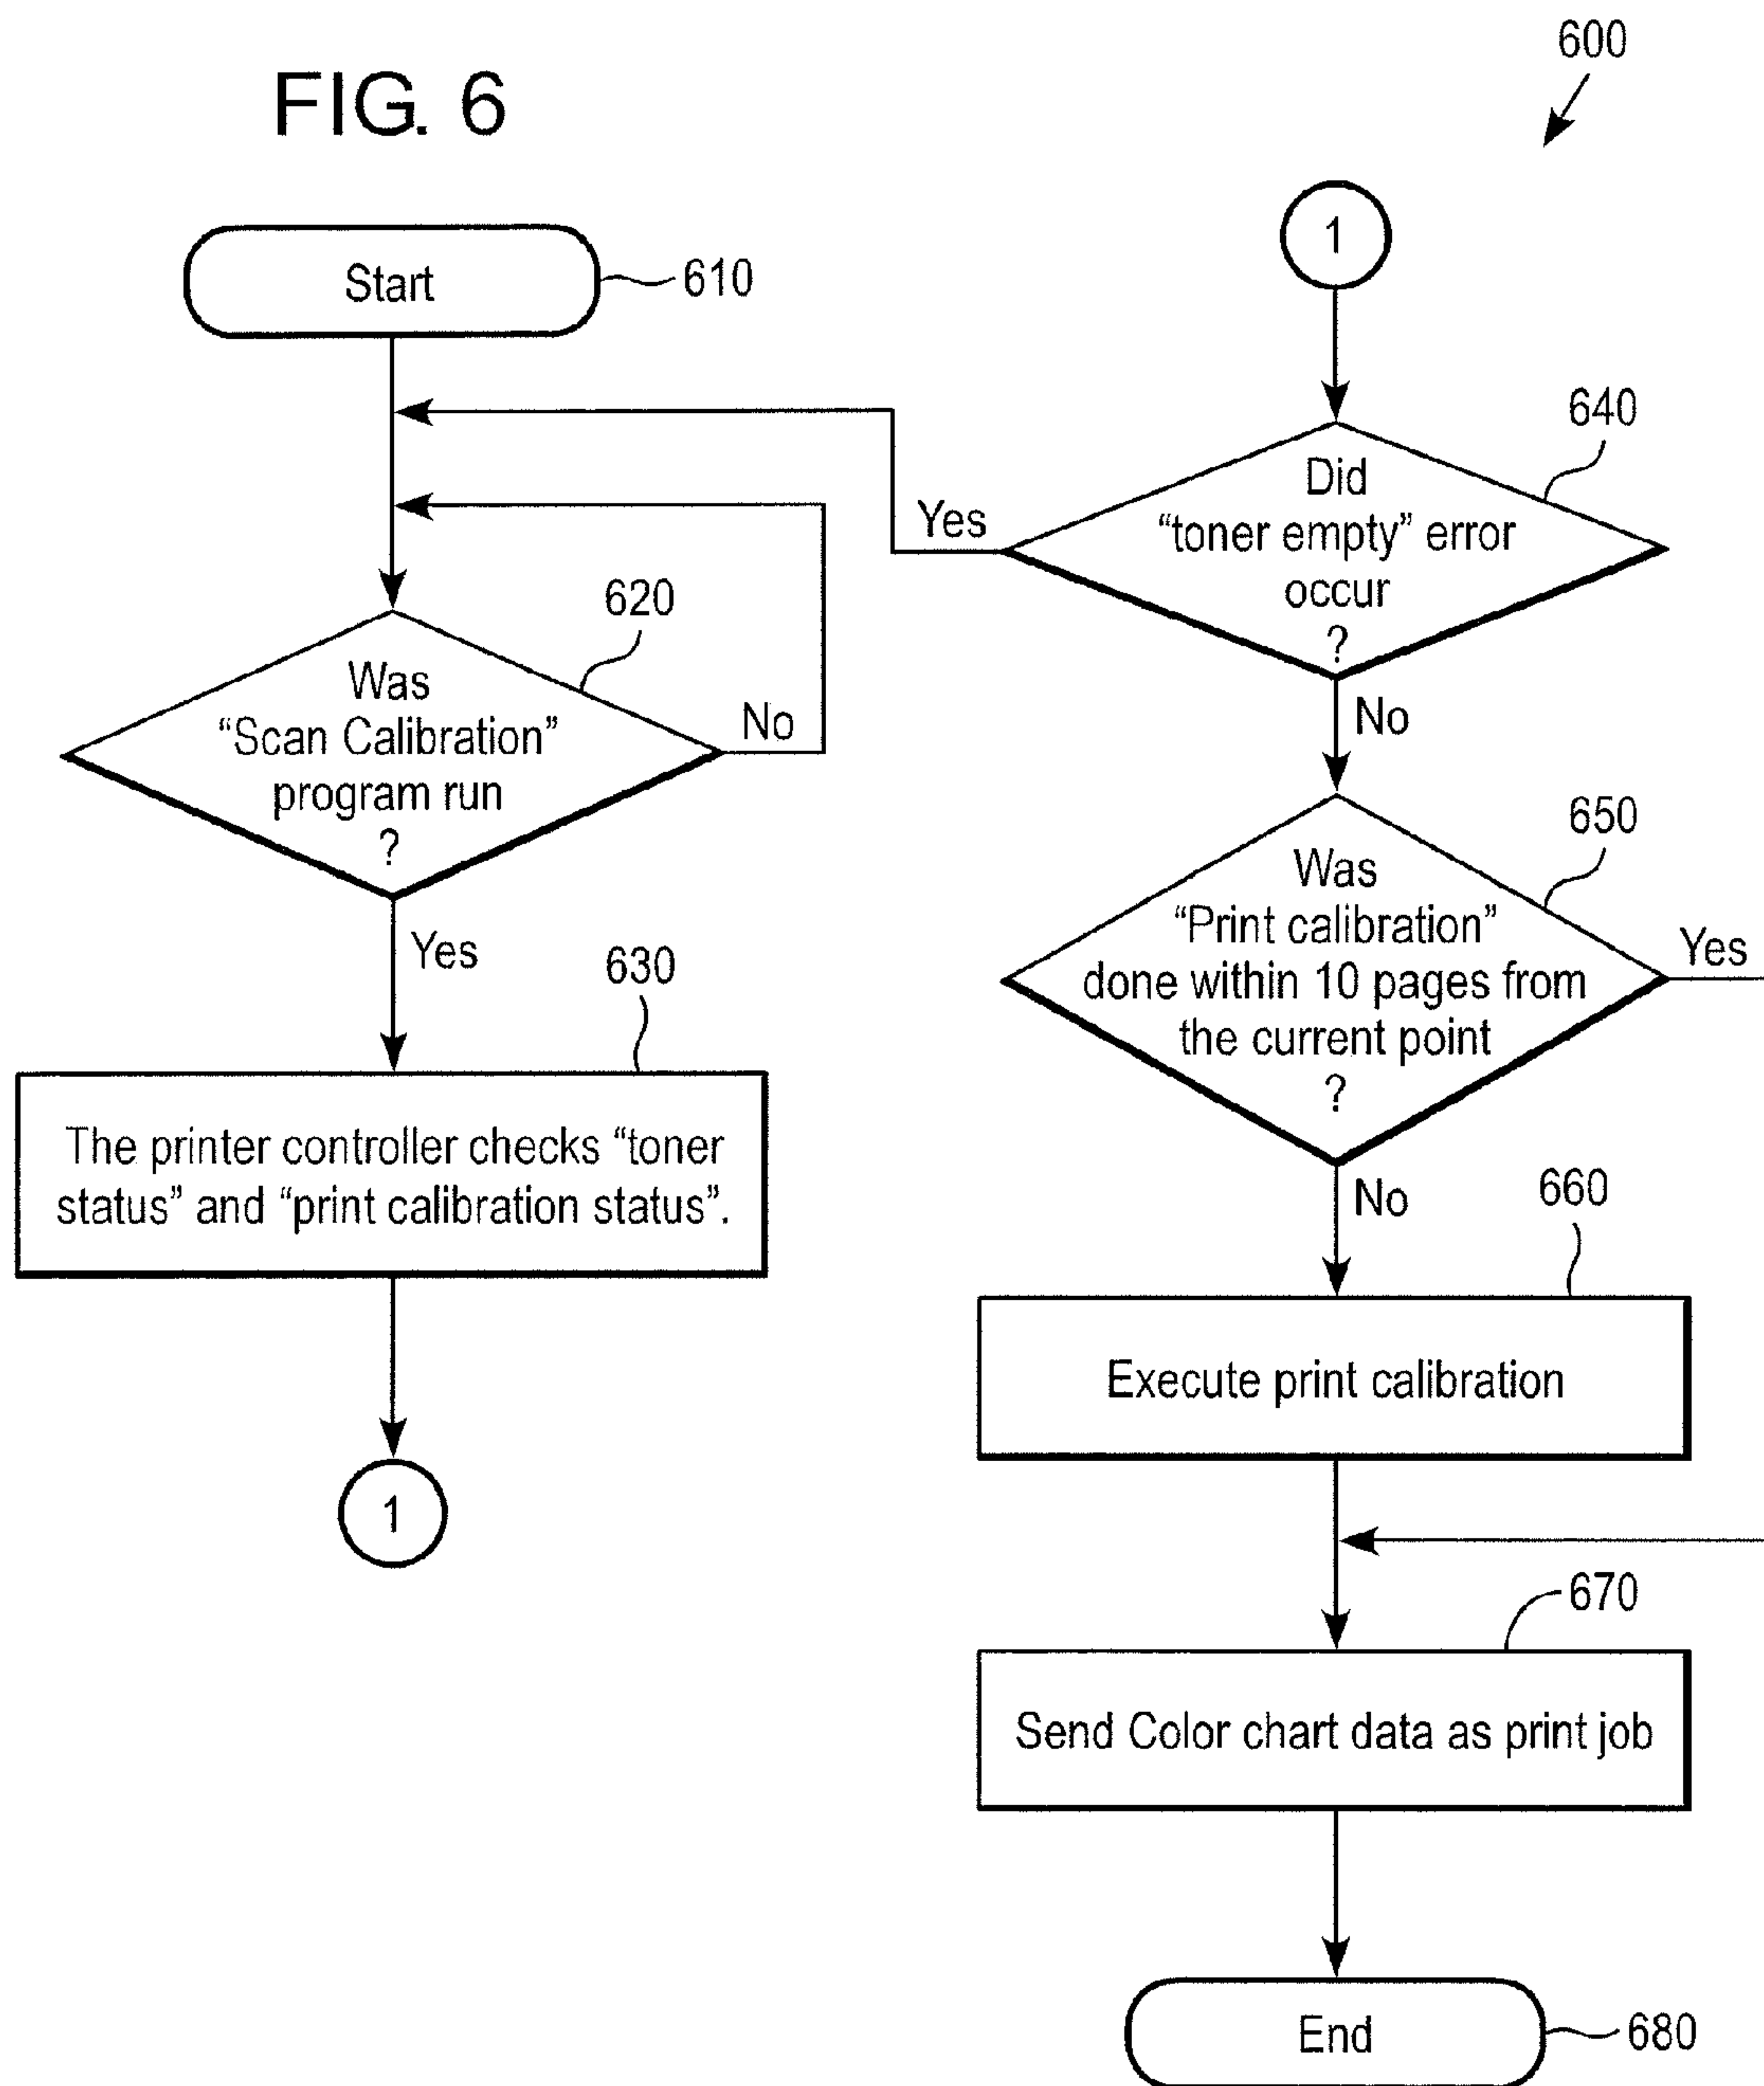 FIG. 6
600
Start
610
620
Was
“Scan Calibration”
program run
?
No
Yes
630
The printer controller checks “toner
status” and “print calibration status”.
1
1
640
Did
“toner empty” error
occur
?
Yes
No
650
Was
“Print calibration”
done within 10 pages from
the current point
?
Yes
No
660
Execute print calibration
670
Send Color chart data as print job
End
680